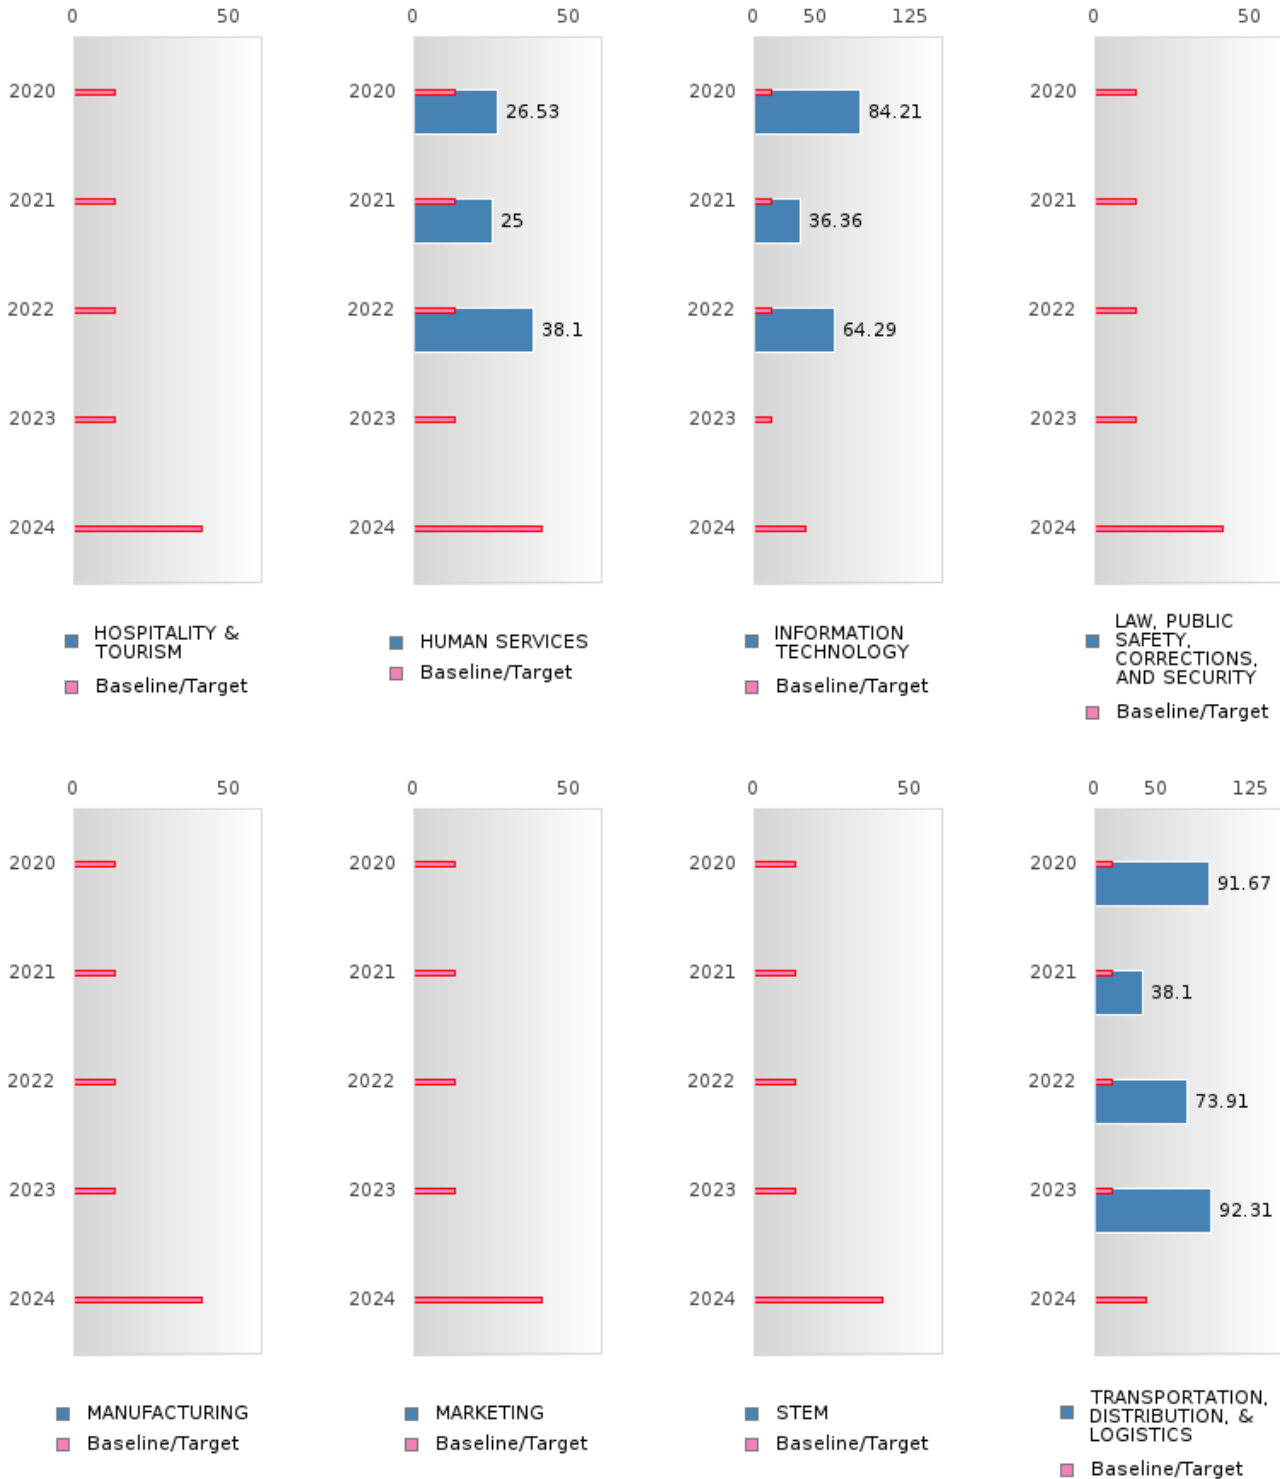 0 50
2020
2021
2022
2023
2024
HOSPITALITY &
TOURISM
Baseline/Target
0 50
2020
26.53
2021
25
2022
38.1
2023
2024
HUMAN SERVICES
Baseline/Target
0 50 125
2020
84.21
2021
36.36
2022
64.29
2023
2024
INFORMATION
TECHNOLOGY
Baseline/Target
0 50
2020
2021
2022
2023
2024
LAW, PUBLIC
SAFETY,
CORRECTIONS,
AND SECURITY
Baseline/Target
0 50
2020
2021
2022
2023
2024
MANUFACTURING
Baseline/Target
0 50
2020
2021
2022
2023
2024
MARKETING
Baseline/Target
0 50
2020
2021
2022
2023
2024
STEM
Baseline/Target
0 50 125
2020
91.67
2021
38.1
2022
73.91
2023
92.31
2024
TRANSPORTATION,
DISTRIBUTION, &
LOGISTICS
Baseline/Target